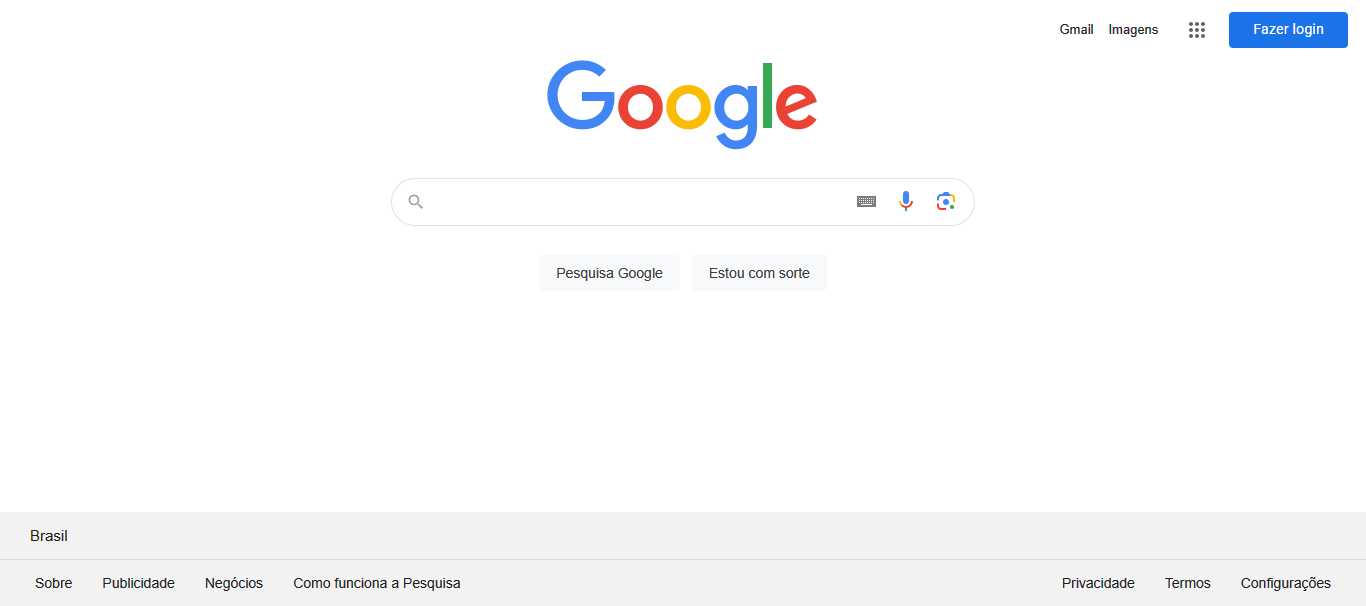 Gmail Imagens Fazer login
Google
Pesquisa Google Estou com sorte
Brasil
Sobre Publicidade Negócios Como funciona a Pesquisa Privacidade Termos Configurações